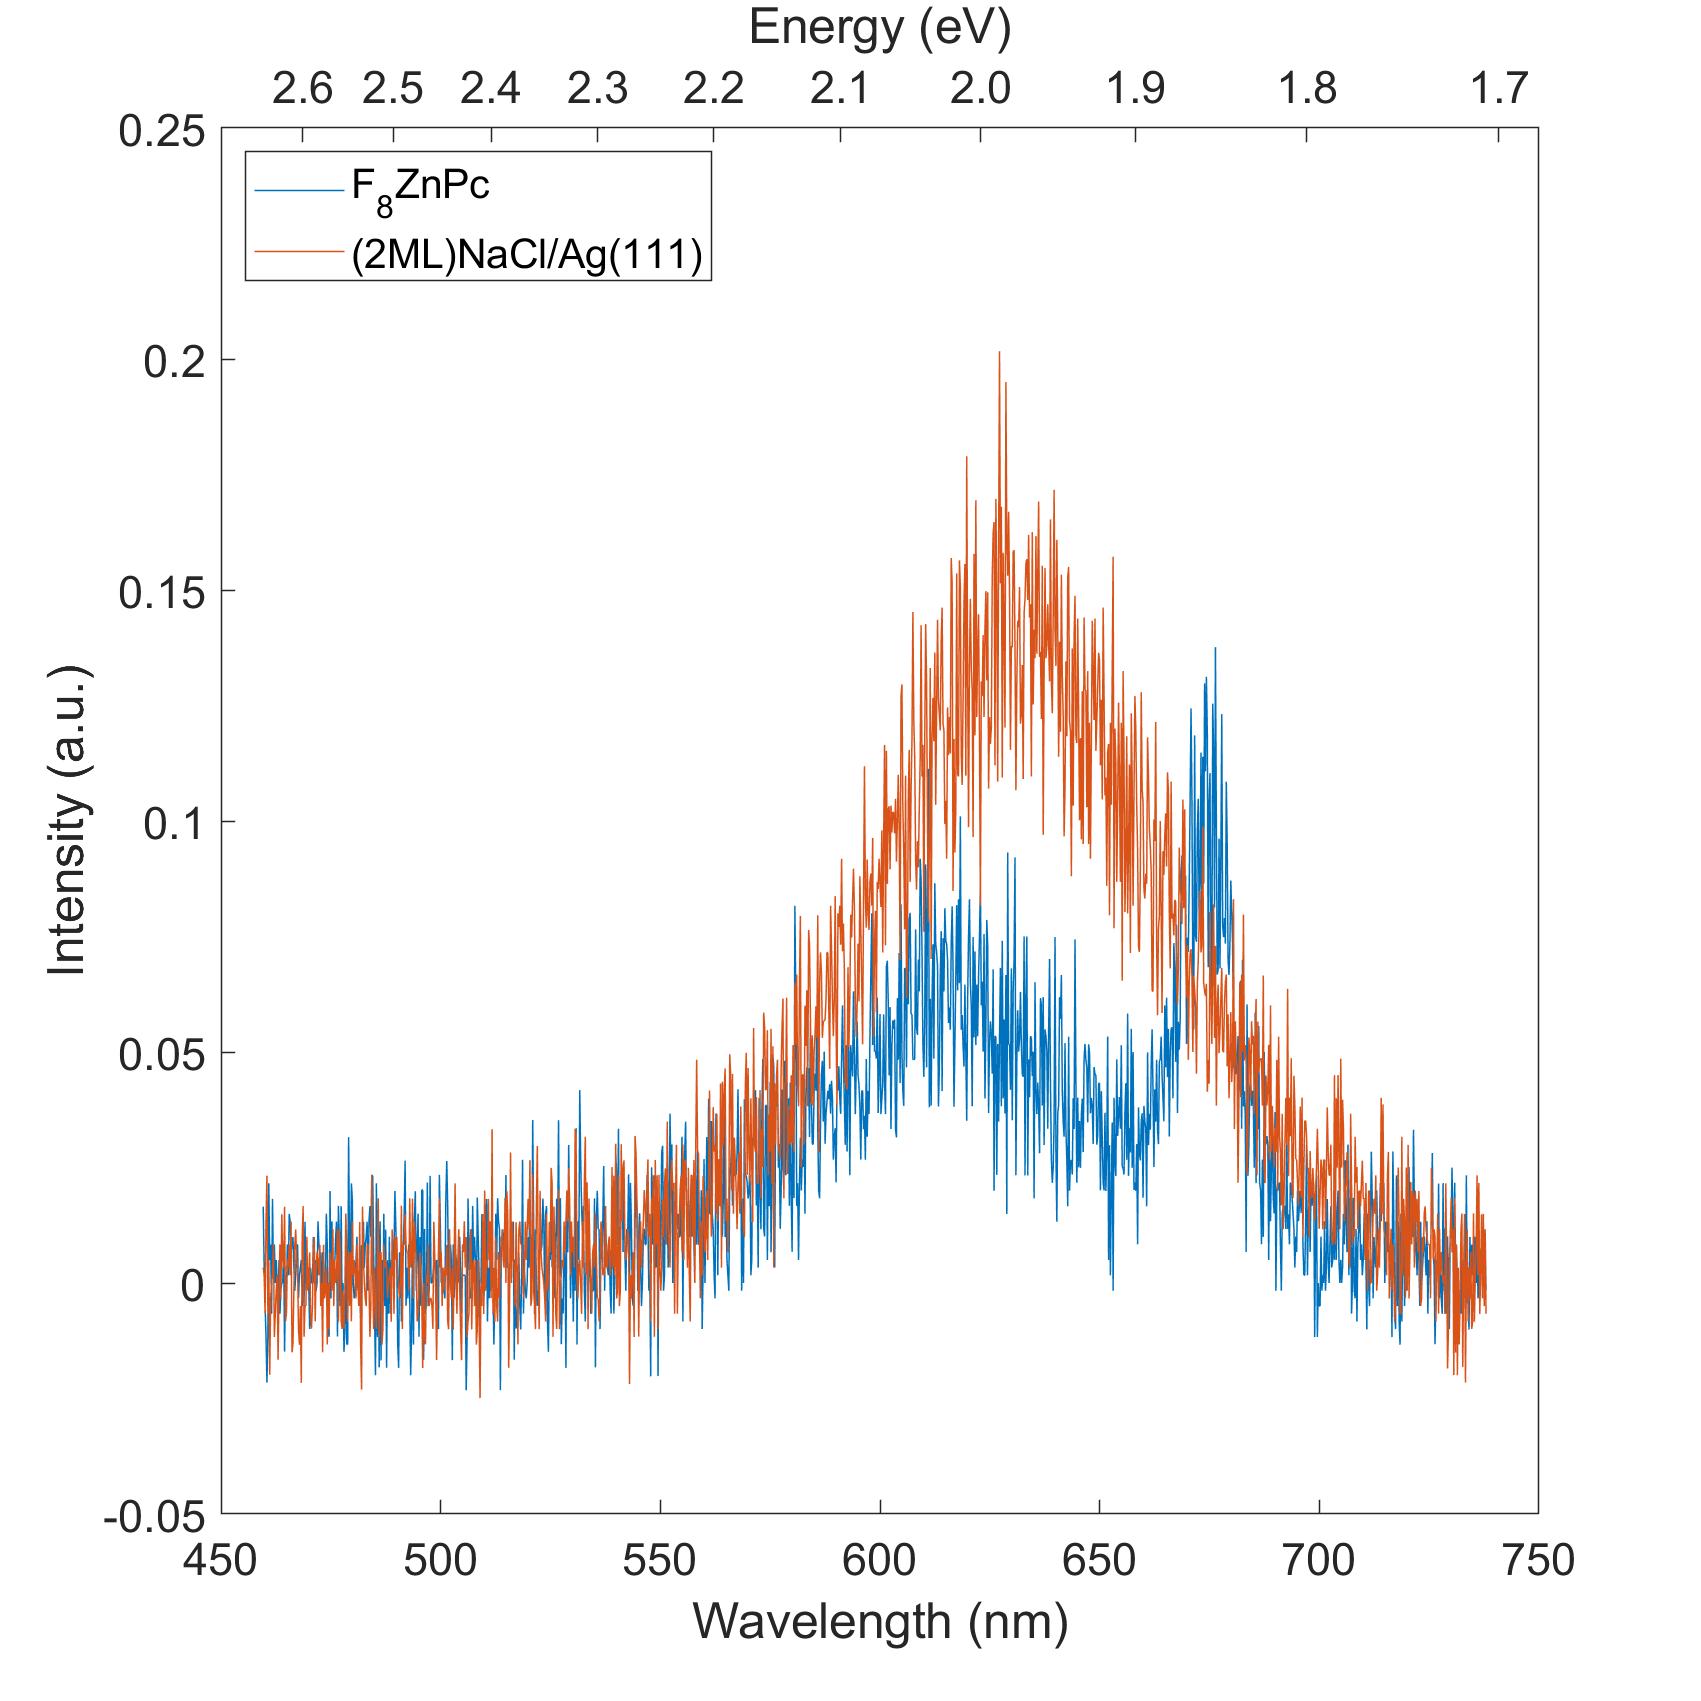 Energy (eV)
2.6 2.5 2.4 2.3 2.2 2.1 2.0 1.9 1.8 1.7
0.25
F8ZnPc
(2ML)NaCl/Ag(111)
0.2
0.15
0.1
0.05
0
-0.05
Intensity (a.u.)
450 500 550 600 650 700 750
Wavelength (nm)